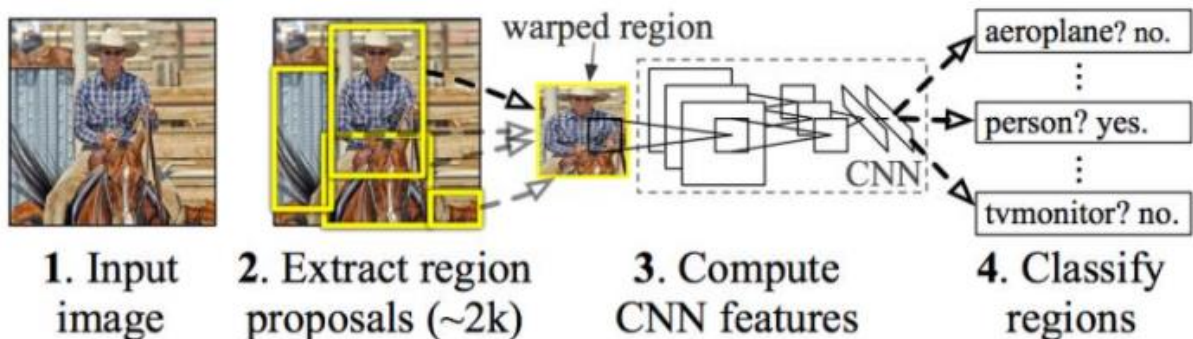 warped region
aeroplane? no.
person? yes.
CNN
tvmonitor? no.
1. Input
image
2. Extract region
proposals (~2k)
3. Compute
CNN features
4. Classify
regions